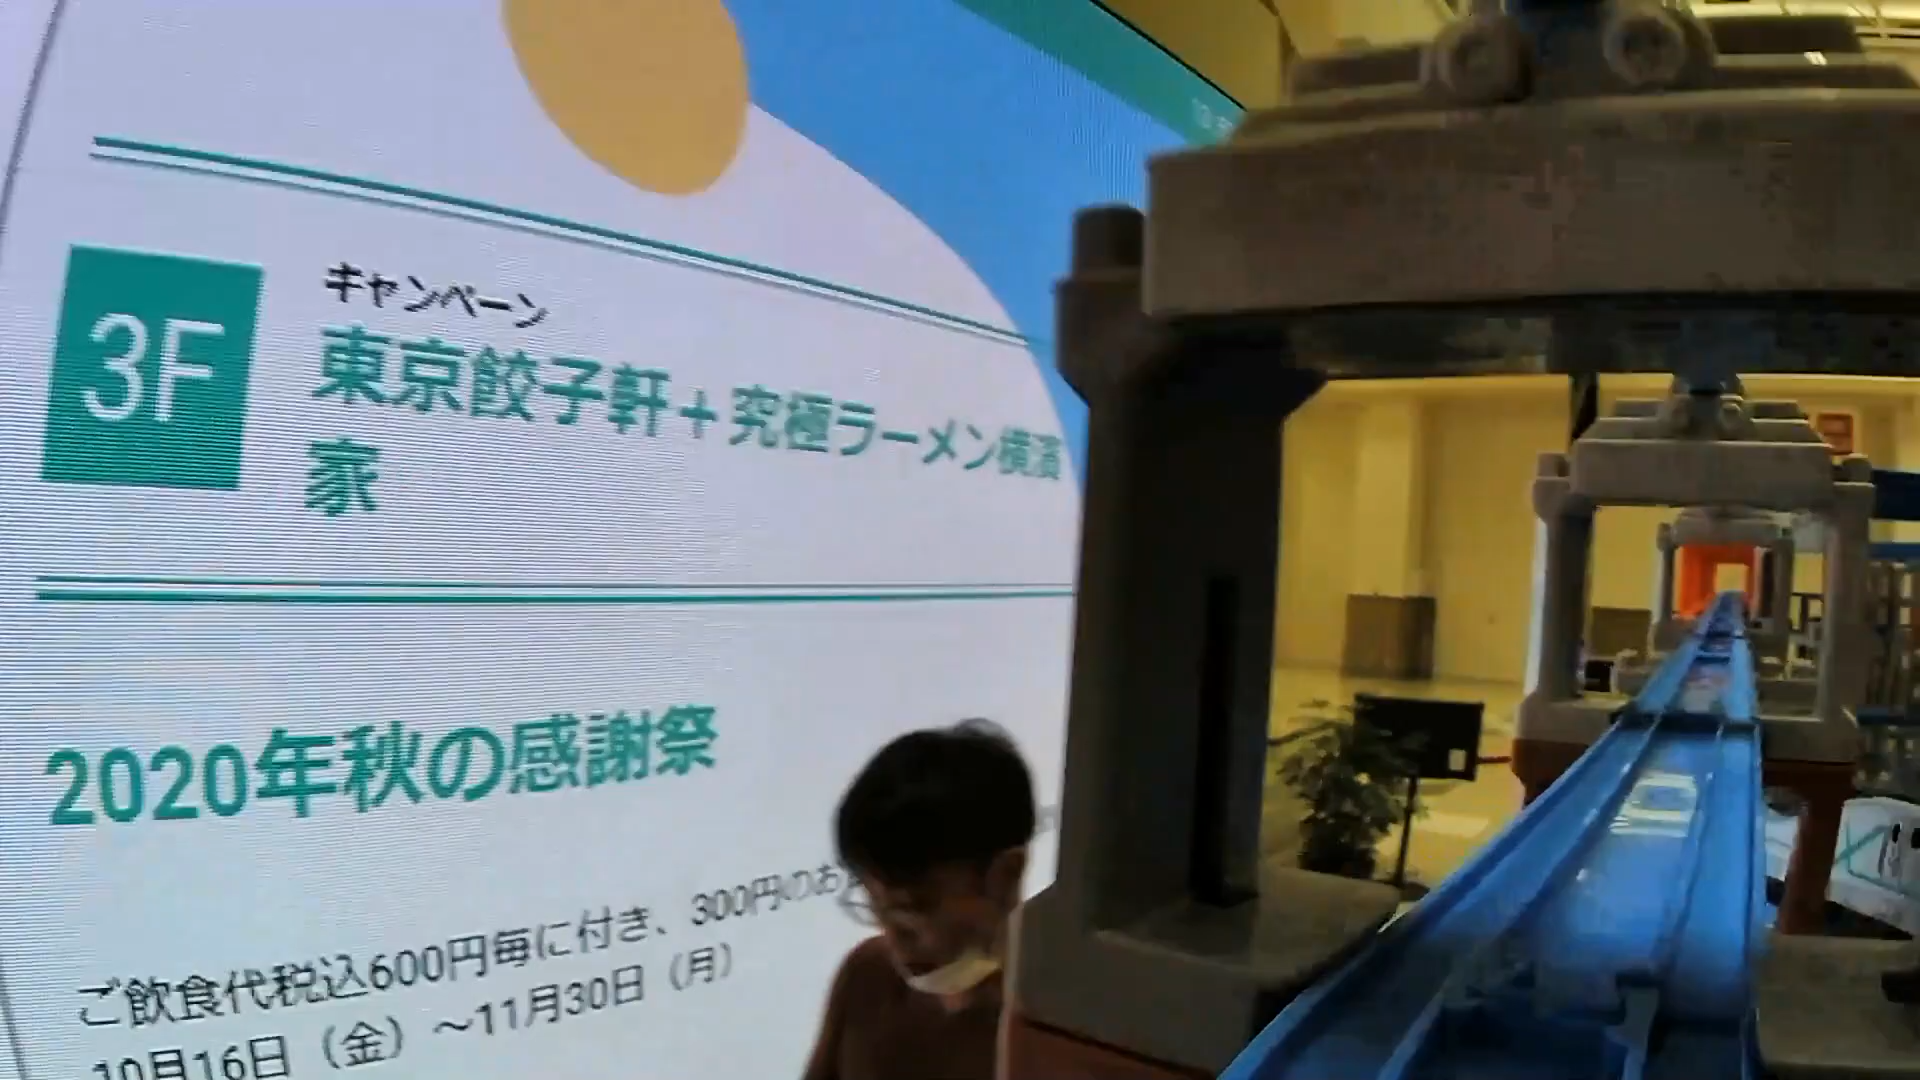 3F
キャンペーン
東京餃子軒+究極ラーメン横濱
家
2020年秋の感謝祭
ご飲食代税込600円毎に付き、300円のお
10月16日（金）～11月30日（月）